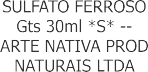 SULFATO FERROSO
Gts 30ml *S* --
ARTE NATIVA PROD
NATURAIS LTDA